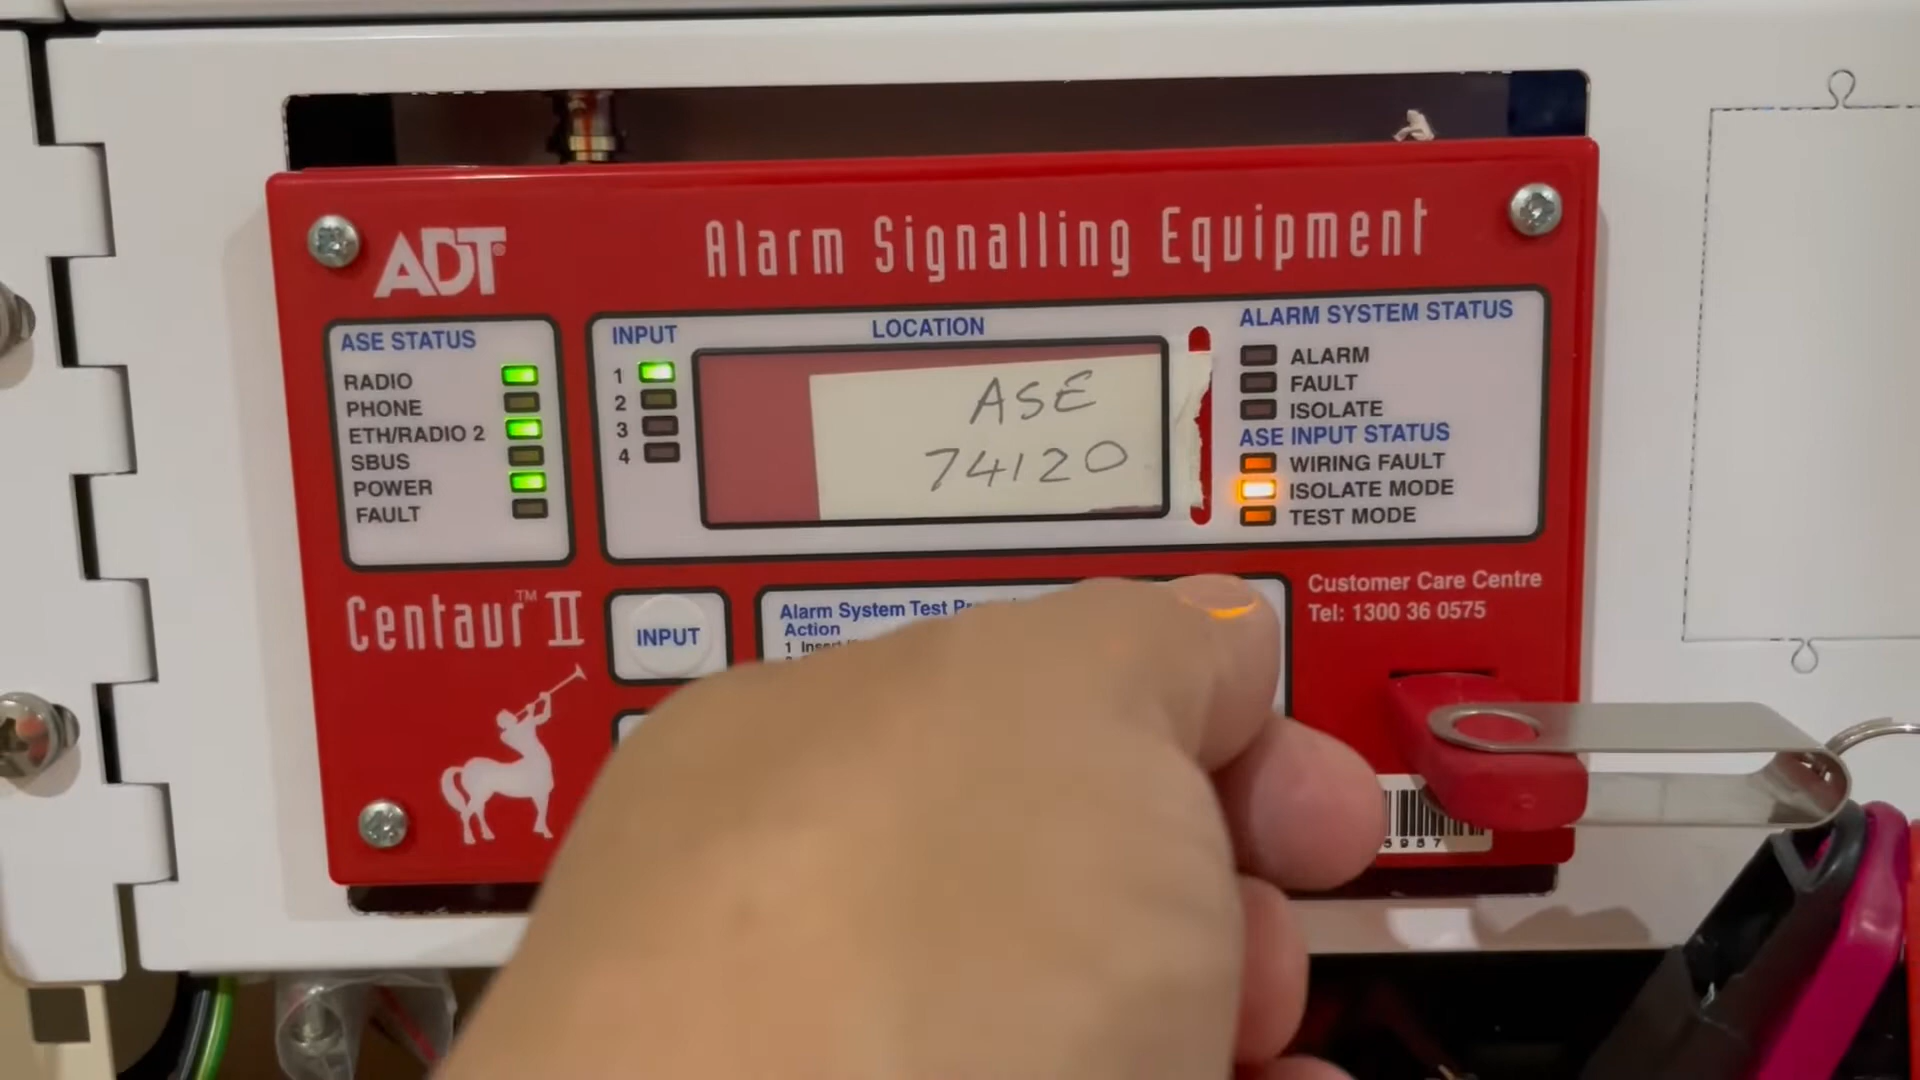 ADT
Alarm Signalling Equipment
ASE STATUS
RADIO
PHONE
ETH/RADIO 2
SBUS
POWER
FAULT
INPUT
1
2
3
4
LOCATION
ASE
74120
ALARM SYSTEM STATUS
ALARM
FAULT
ISOLATE
ASE INPUT STATUS
WIRING FAULT
ISOLATE MODE
TEST MODE
Centaur™ II
INPUT
Alarm System Test
Action
1 Insert
Customer Care Centre
Tel: 1300 36 0575
5957